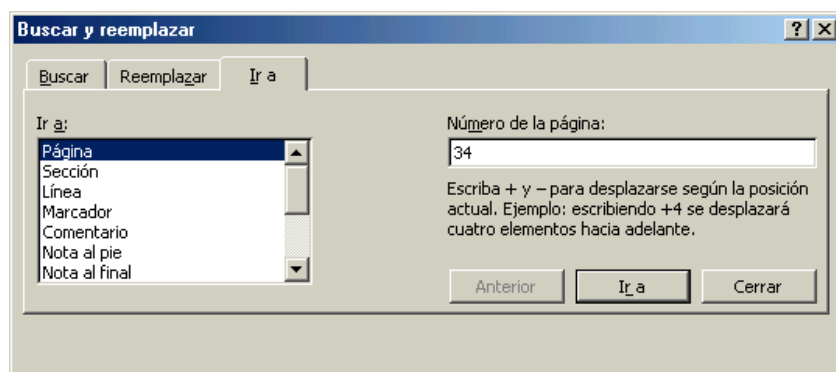 Buscar y reemplazar
Buscar
Reemplazar
Ir a
Ir a:
Página
Sección
Línea
Marcador
Comentario
Nota al pie
Nota al final
Número de la página:
34
Escriba + y – para desplazarse según la posición
actual. Ejemplo: escribiendo +4 se desplazará
cuatro elementos hacia adelante.
Anterior
Ir a
Cerrar